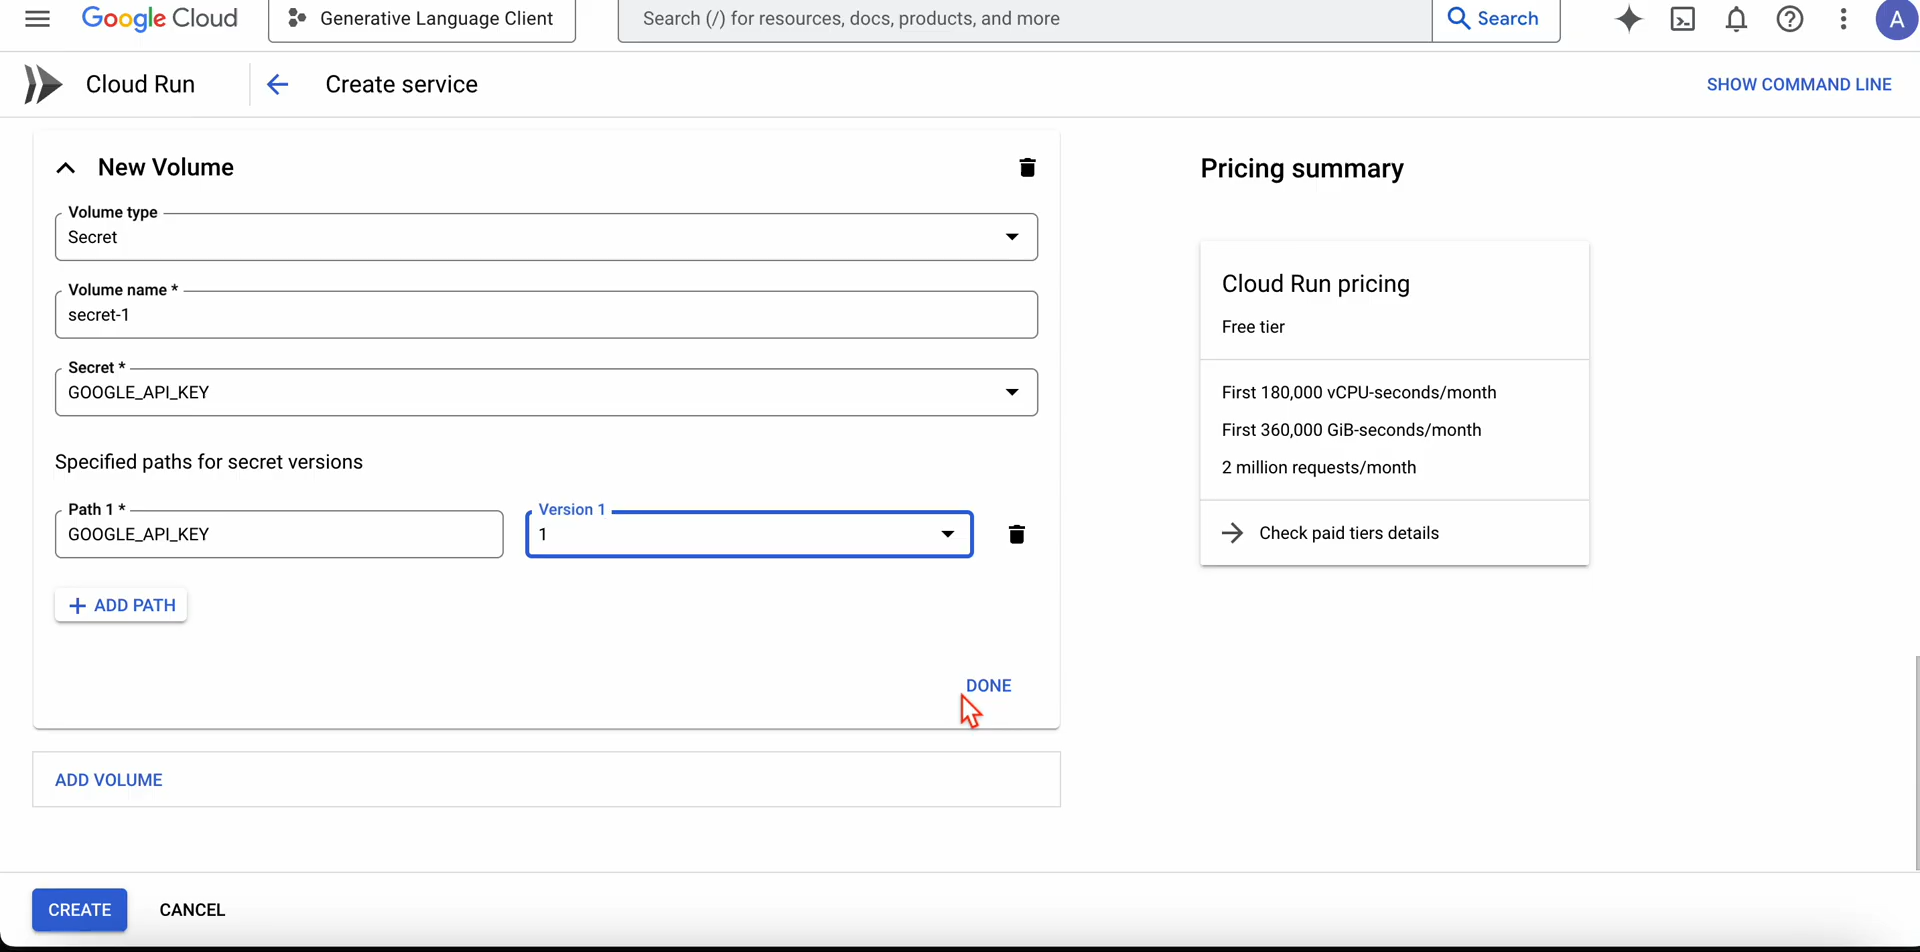 Google Cloud
Generative Language Client
Search (/) for resources, docs, products, and more
Search
A
Cloud Run
Create service
SHOW COMMAND LINE
New Volume
Volume type
Secret
Volume name *
secret-1
Secret *
GOOGLE_API_KEY
Specified paths for secret versions
Path 1 *
GOOGLE_API_KEY
Version 1
1
ADD PATH
DONE
ADD VOLUME
CREATE
CANCEL
Pricing summary
Cloud Run pricing
Free tier
First 180,000 vCPU-seconds/month
First 360,000 GiB-seconds/month
2 million requests/month
Check paid tiers details